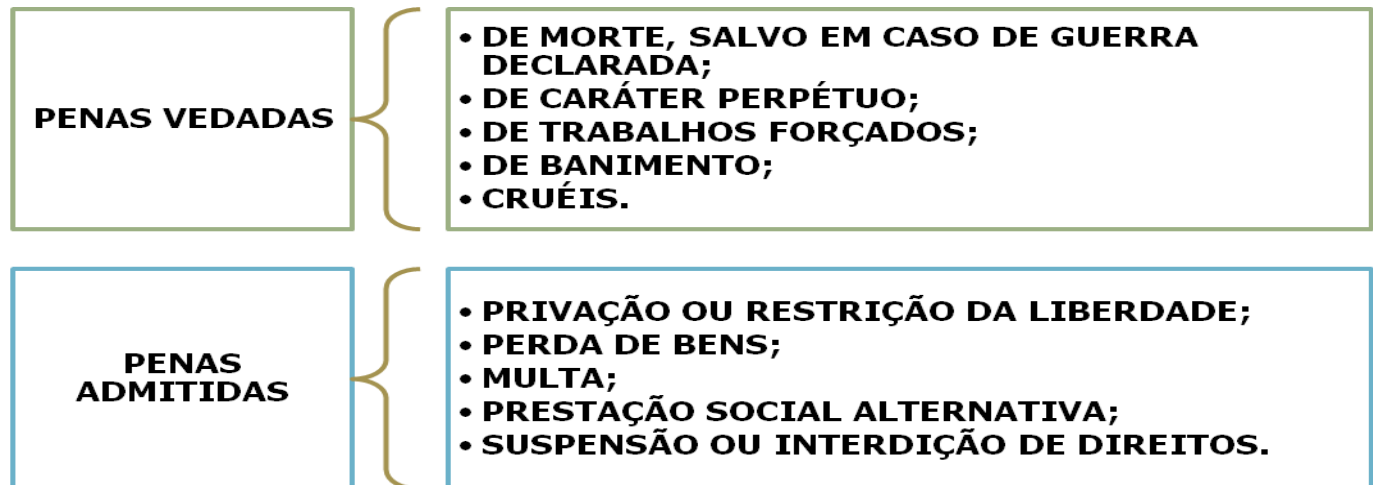 PENAS VEDADAS
• DE MORTE, SALVO EM CASO DE GUERRA
DECLARADA;
• DE CARÁTER PERPÉTUO;
• DE TRABALHOS FORÇADOS;
• DE BANIMENTO;
• CRUÉIS.
PENAS
ADMITIDAS
• PRIVAÇÃO OU RESTRIÇÃO DA LIBERDADE;
• PERDA DE BENS;
• MULTA;
• PRESTAÇÃO SOCIAL ALTERNATIVA;
• SUSPENSÃO OU INTERDIÇÃO DE DIREITOS.